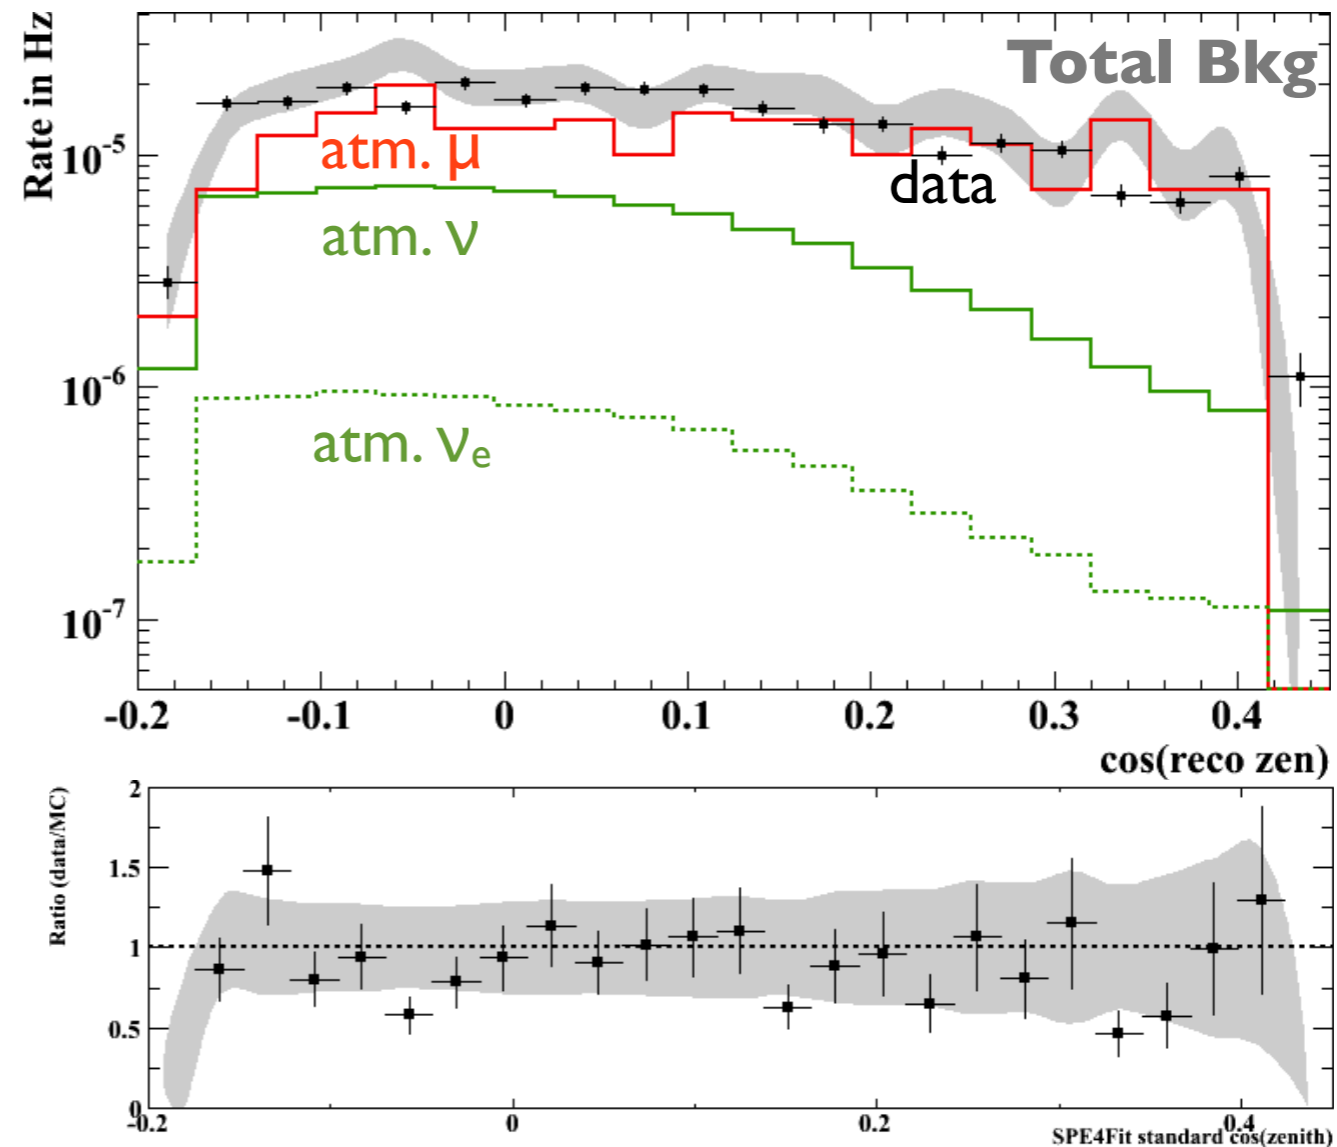 Rate in Hz
Total Bkg
10⁻⁵
10⁻⁶
10⁻⁷
atm. μ
data
atm. ν
atm. νₑ
-0.2 -0.1 0 0.1 0.2 0.3 0.4
cos(reco zen)
Ratio (data/MC)
2
1.5
1
0.5
0
-0.2 0 0.2 0.4
SPE4Fit standard cos(zenith)